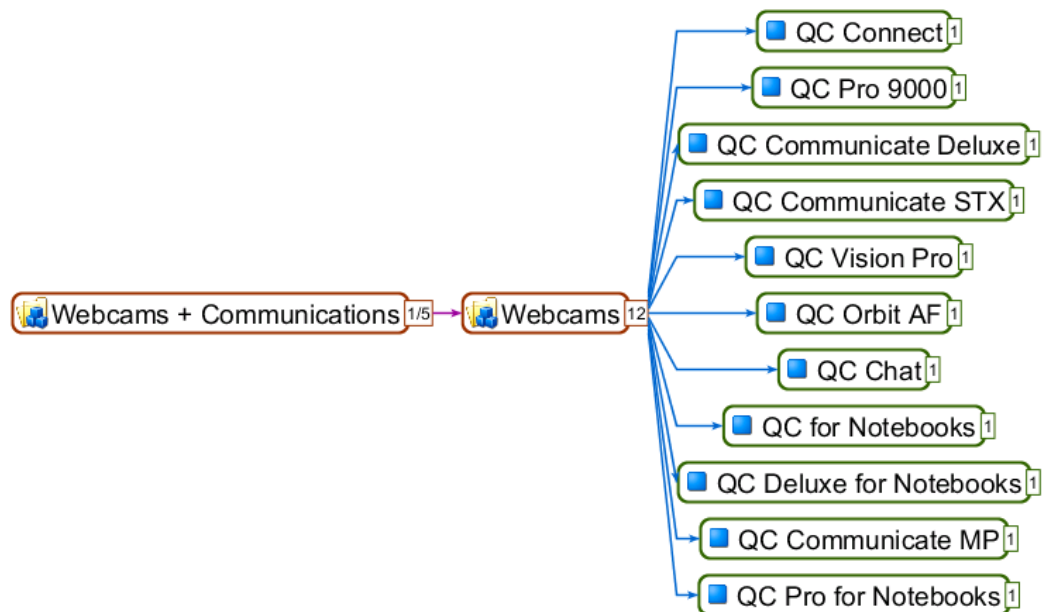 QC Connect 1
QC Pro 9000 1
QC Communicate Deluxe 1
QC Communicate STX 1
QC Vision Pro 1
Webcams + Communications 1/5
Webcams 12
QC Orbit AF 1
QC Chat 1
QC for Notebooks 1
QC Deluxe for Notebooks 1
QC Communicate MP 1
QC Pro for Notebooks 1